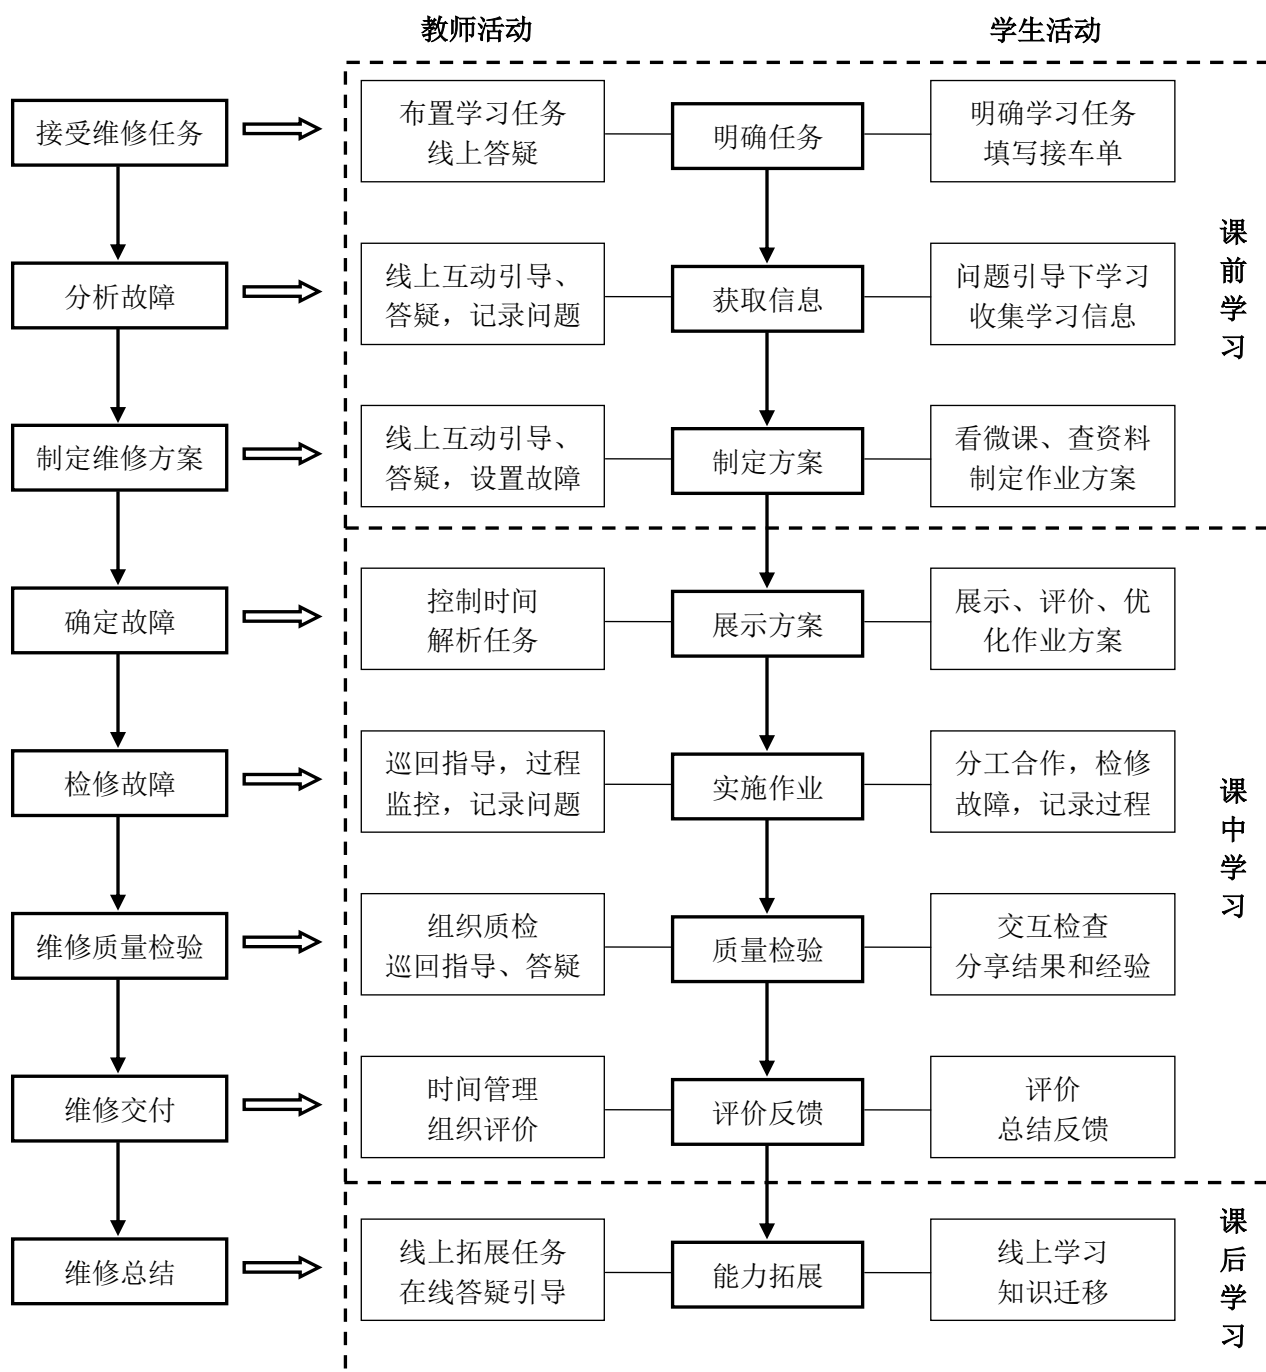 教师活动
学生活动
接受维修任务
布置学习任务
线上答疑
明确任务
明确学习任务
填写接车单
分析故障
线上互动引导、
答疑，记录问题
获取信息
问题引导下学习
收集学习信息
制定维修方案
线上互动引导、
答疑，设置故障
制定方案
看微课、查资料
制定作业方案
课
前
学
习
确定故障
控制时间
解析任务
展示方案
展示、评价、优
化作业方案
检修故障
巡回指导，过程
监控，记录问题
实施作业
分工合作，检修
故障，记录过程
维修质量检验
组织质检
巡回指导、答疑
质量检验
交互检查
分享结果和经验
维修交付
时间管理
组织评价
评价反馈
评价
总结反馈
课
中
学
习
维修总结
线上拓展任务
在线答疑引导
能力拓展
线上学习
知识迁移
课
后
学
习